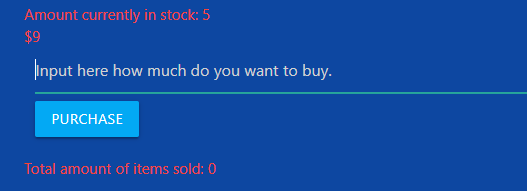 Amount currently in stock: 5
$9
Input here how much do you want to buy.
PURCHASE
Total amount of items sold: 0